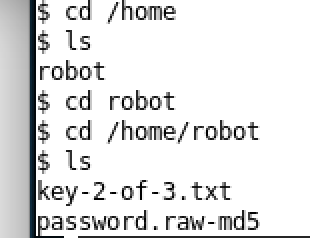 $ cd /home
$ ls
robot
$ cd robot
$ cd /home/robot
$ ls
key-2-of-3.txt
password.raw-md5